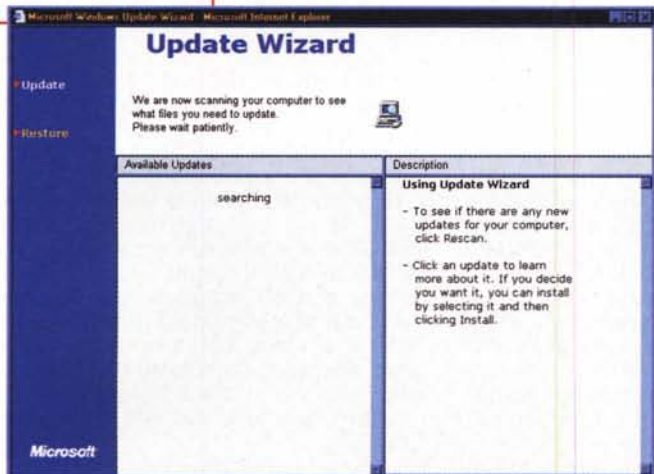 Microsoft Windows Update Wizard - Microsoft Internet Explorer
Update Wizard
Update
Restore
We are now scanning your computer to see
what files you need to update.
Please wait patiently.
Available Updates
searching
Description
Using Update Wizard
- To see if there are any new
updates for your computer,
click Rescan.
- Click an update to learn
more about it. If you decide
you want it, you can install
by selecting it and then
clicking Install.
Microsoft